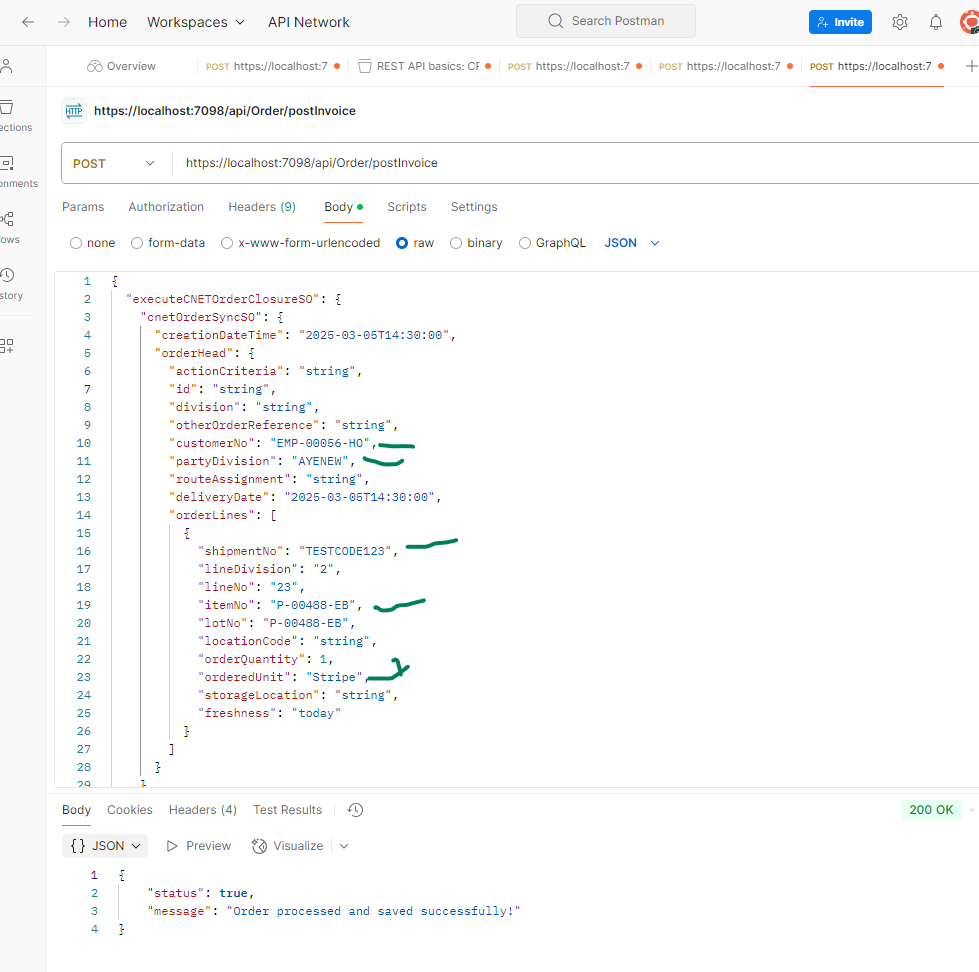 Home Workspaces API Network Search Postman Invite
Overview POST https://localhost:7 REST API basics: CF POST https://localhost:7 POST https://localhost:7 POST https://localhost:7
HTTP https://localhost:7098/api/Order/postInvoice
ections
POST https://localhost:7098/api/Order/postInvoice
onments
Params Authorization Headers (9) Body Scripts Settings
ows
none form-data x-www-form-urlencoded raw binary GraphQL JSON
story
1 {
2 "executeCNETOrderClosureSO": {
3 "cnetOrderSyncSO": {
4 "creationDateTime": "2025-03-05T14:30:00",
5 "orderHead": {
6 "actionCriteria": "string",
7 "id": "string",
8 "division": "string",
9 "otherOrderReference": "string",
10 "customerNo": "EMP-00056-HO",
11 "partyDivision": "AYENEW",
12 "routeAssignment": "string",
13 "deliveryDate": "2025-03-05T14:30:00",
14 "orderLines": [
15 {
16 "shipmentNo": "TESTCODE123",
17 "lineDivision": "2",
18 "lineNo": "23",
19 "itemNo": "P-00488-EB",
20 "lotNo": "P-00488-EB",
21 "locationCode": "string",
22 "orderQuantity": 1,
23 "orderedUnit": "Stripe",
24 "storageLocation": "string",
25 "freshness": "today"
26 }
27 ]
28 }
29 }
Body Cookies Headers (4) Test Results 200 OK
{} JSON Preview Visualize
1 {
2 "status": true,
3 "message": "Order processed and saved successfully!"
4 }